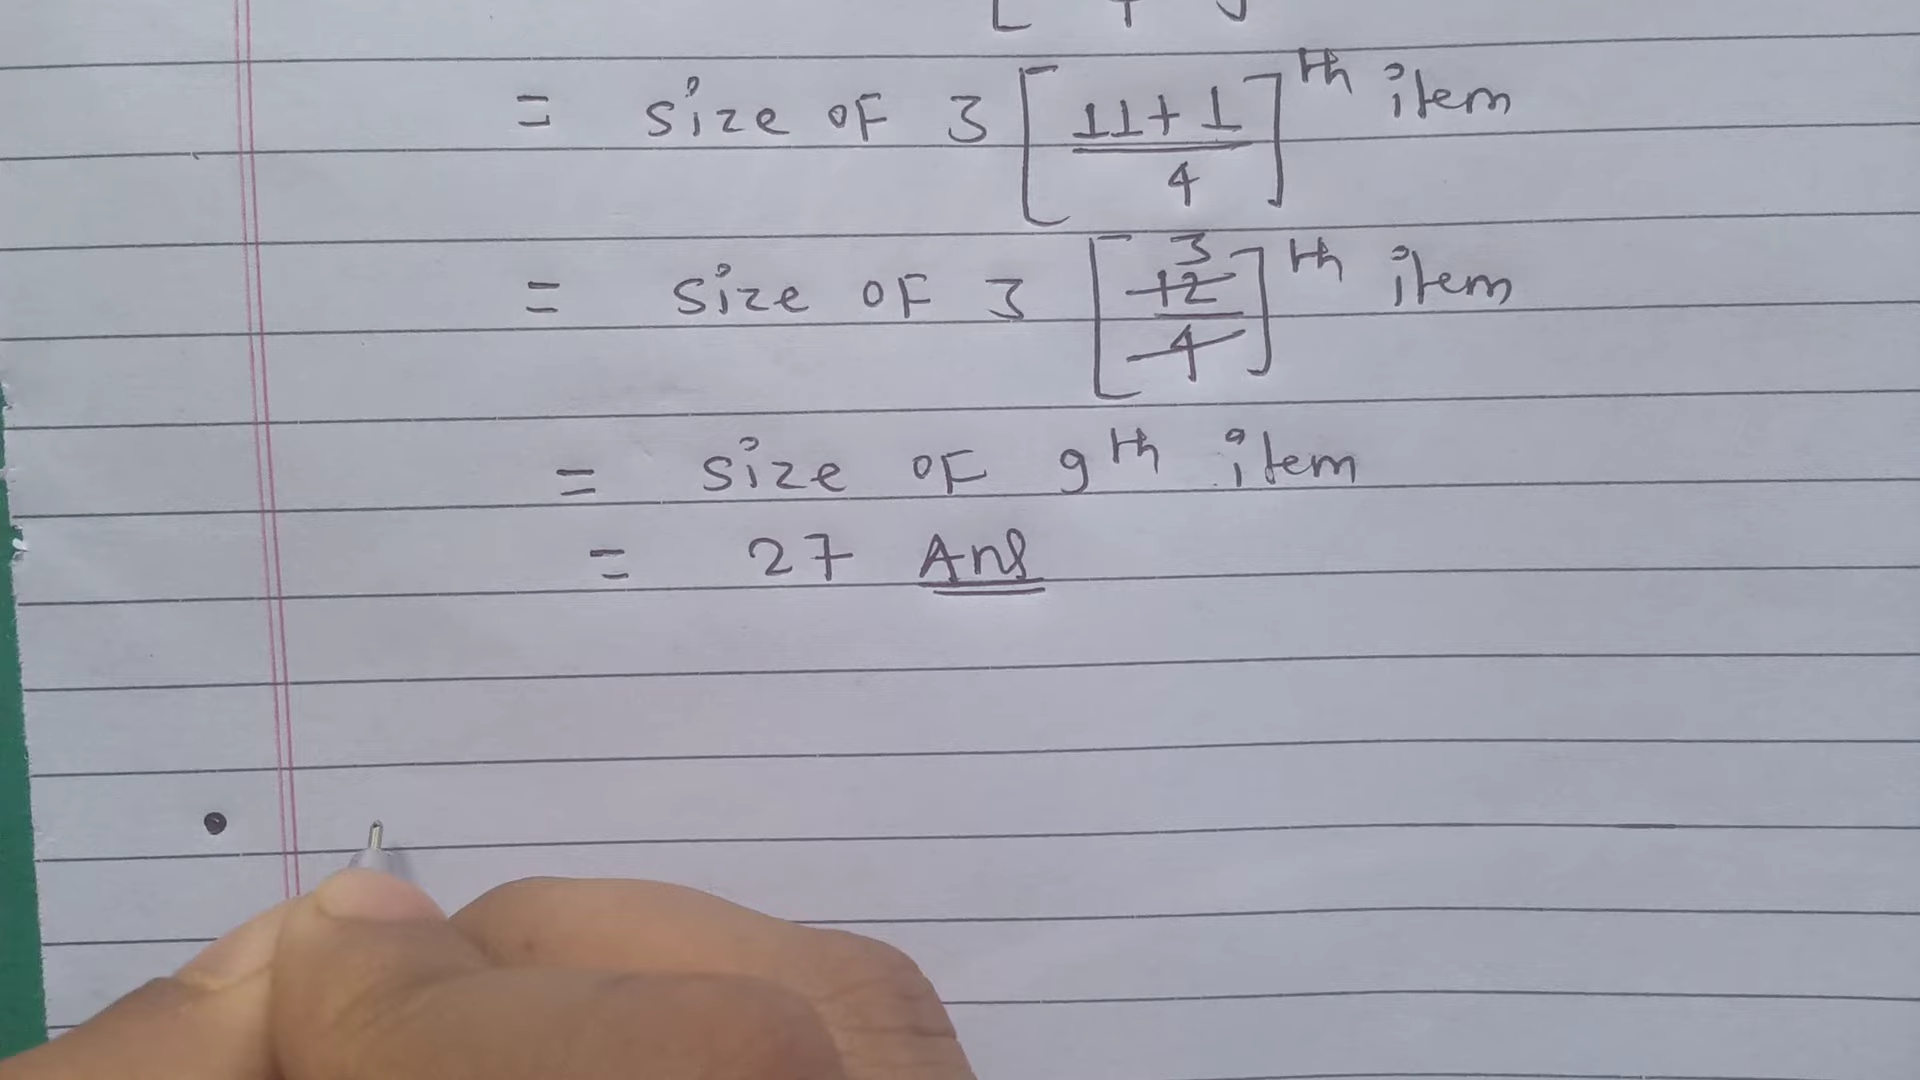 = size of 3 [ 11+1 / 4 ]th item
= size of 3 [ 3 12 / 4 ]th item
= size of 9th item
= 27 Ans